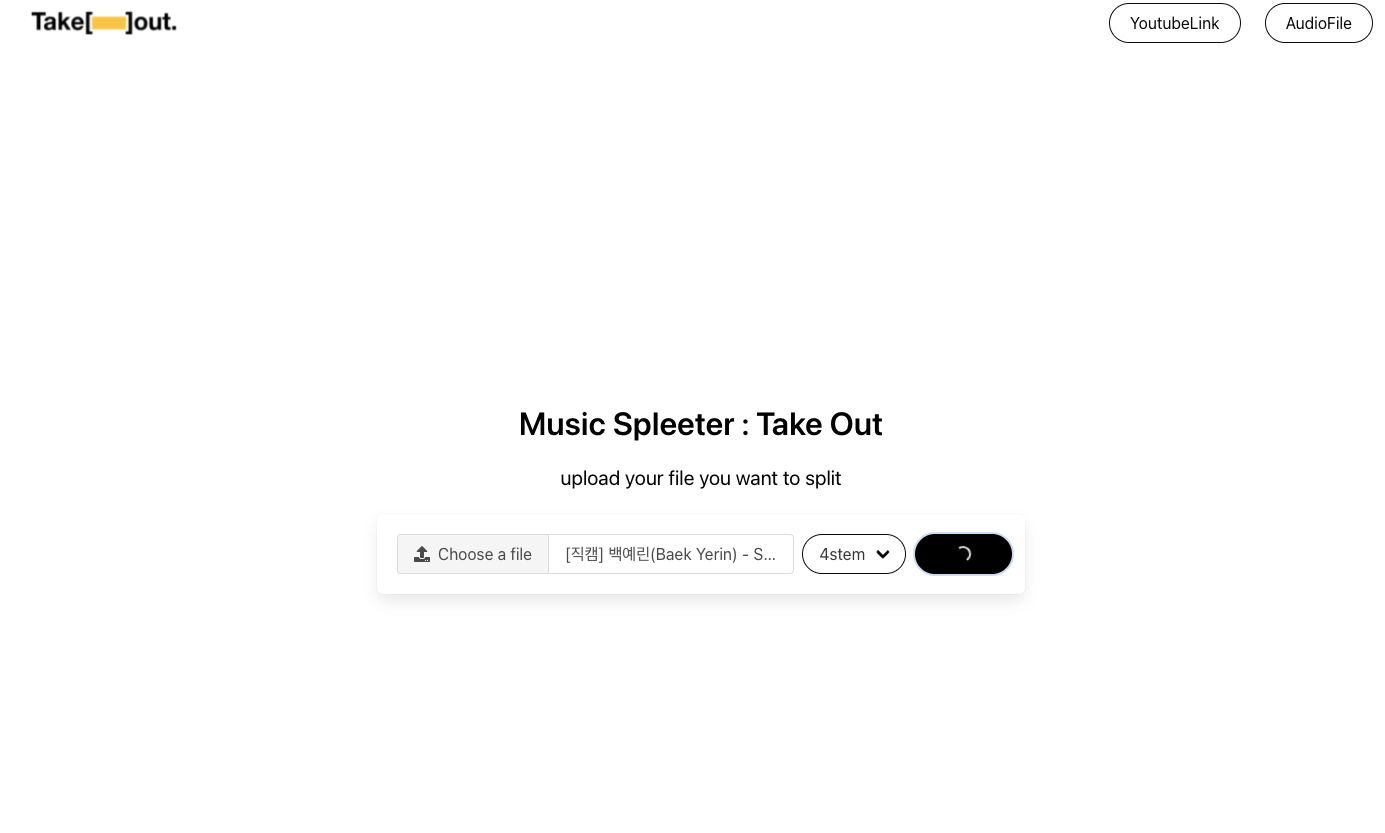 Take[ ]out.
YoutubeLink
AudioFile
Music Spleeter : Take Out
upload your file you want to split
Choose a file
[직캠] 백예린(Baek Yerin) - S...
4stem